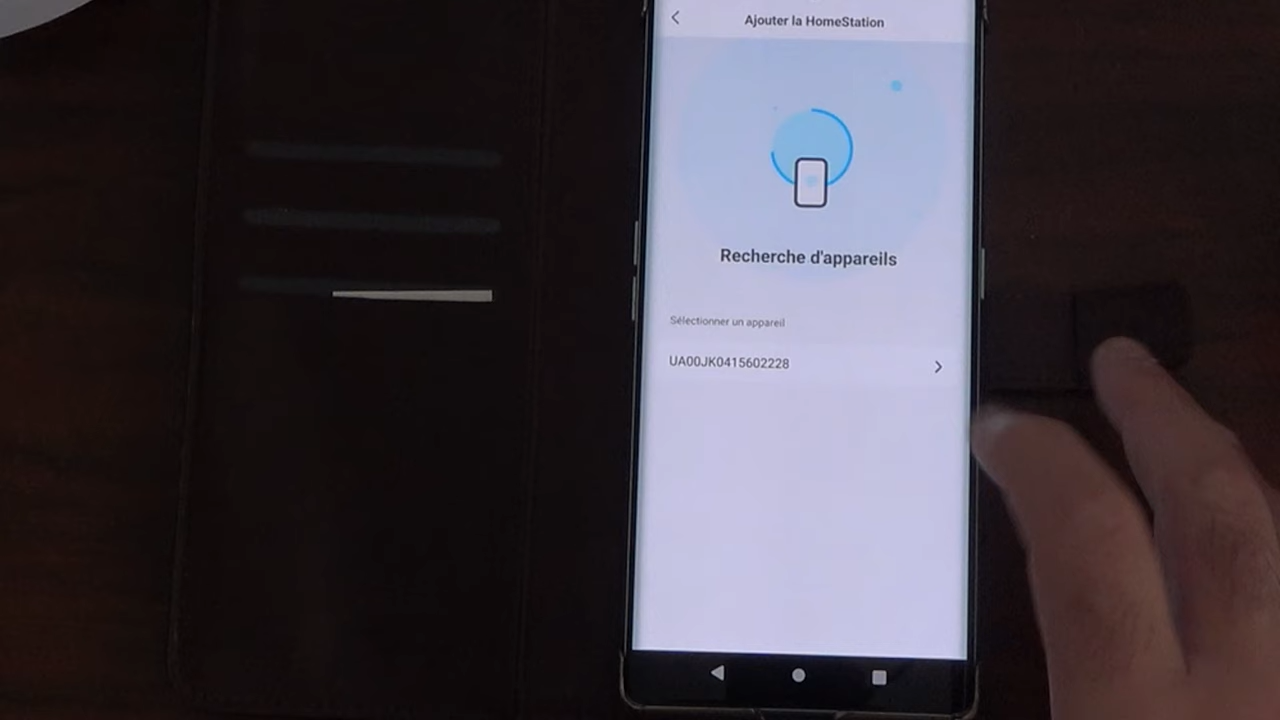 Ajouter la HomeStation
Recherche d'appareils
Sélectionner un appareil
UA00JK0415602228